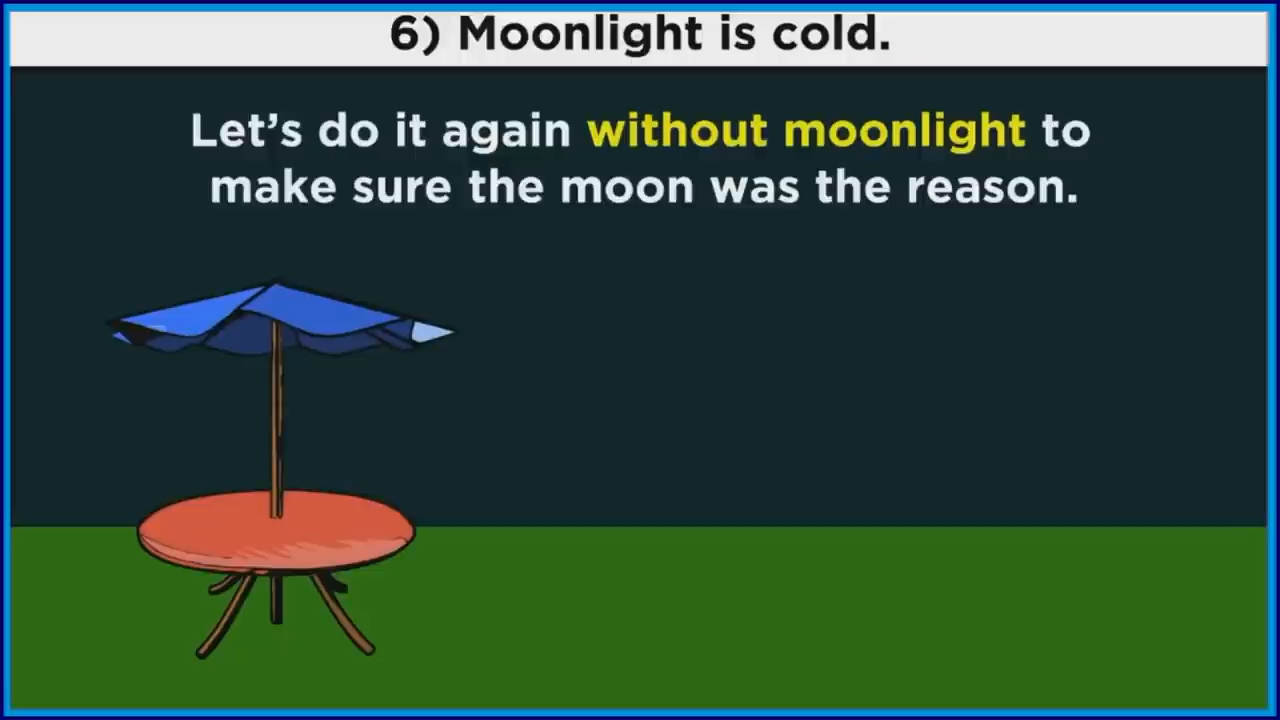 6) Moonlight is cold.
Let's do it again without moonlight to
make sure the moon was the reason.